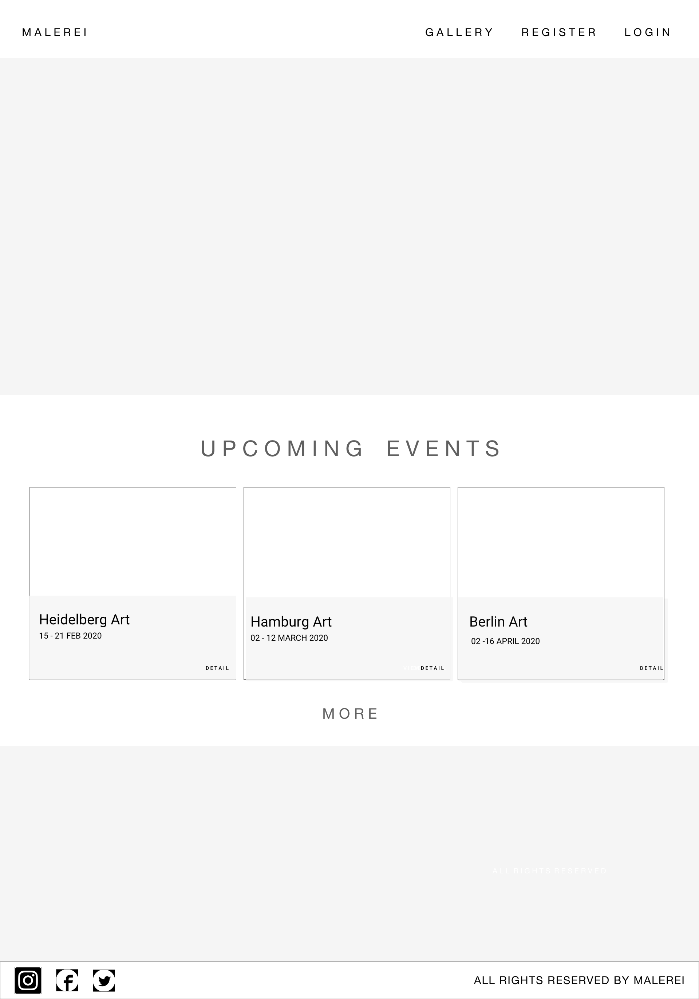 MALEREI
GALLERY REGISTER LOGIN
UPCOMING EVENTS
Heidelberg Art
15 - 21 FEB 2020
DETAIL
Hamburg Art
02 - 12 MARCH 2020
DETAIL
Berlin Art
02 -16 APRIL 2020
DETAIL
MORE
ALL RIGHTS RESERVED
ALL RIGHTS RESERVED BY MALEREI